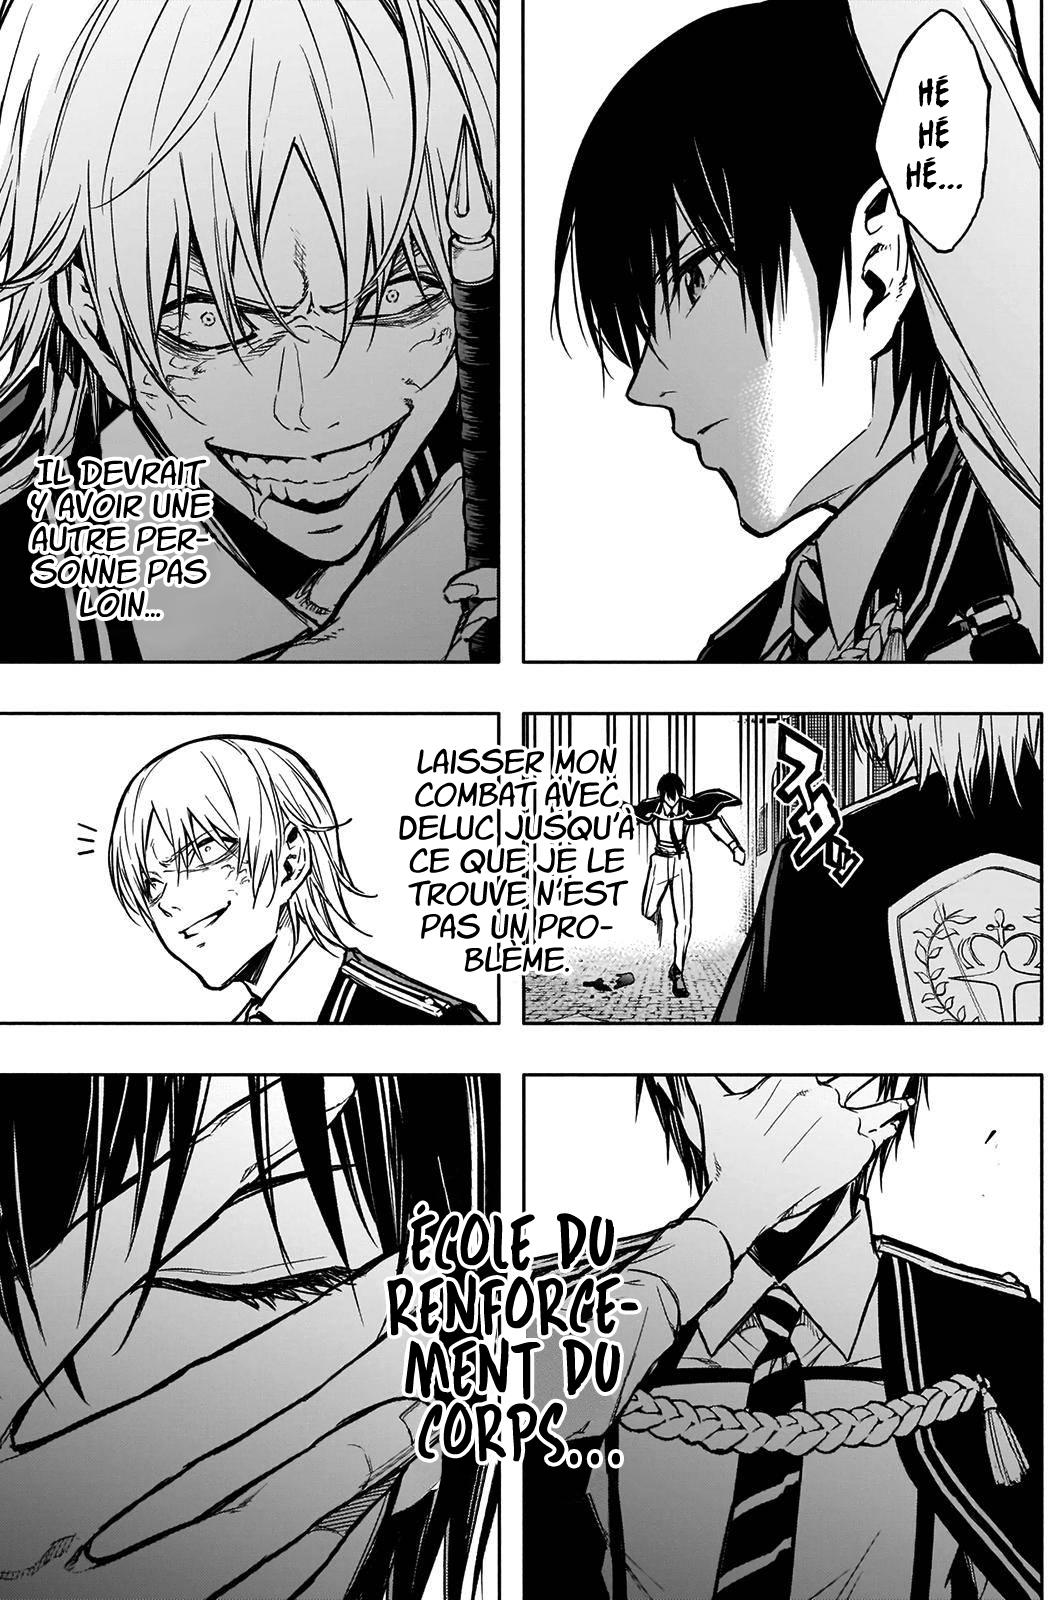 HÉ
HÉ
HÉ...
IL DEVRAIT
Y AVOIR UNE
AUTRE PER-
SONNE PAS
LOIN...
LAISSER MON
COMBAT AVEC
DELUC JUSQU'À
CE QUE JE LE
TROUVE N'EST
PAS UN PRO-
BLÈME.
ÉCOLE DU
RENFORCE-
MENT DU
CORPS...